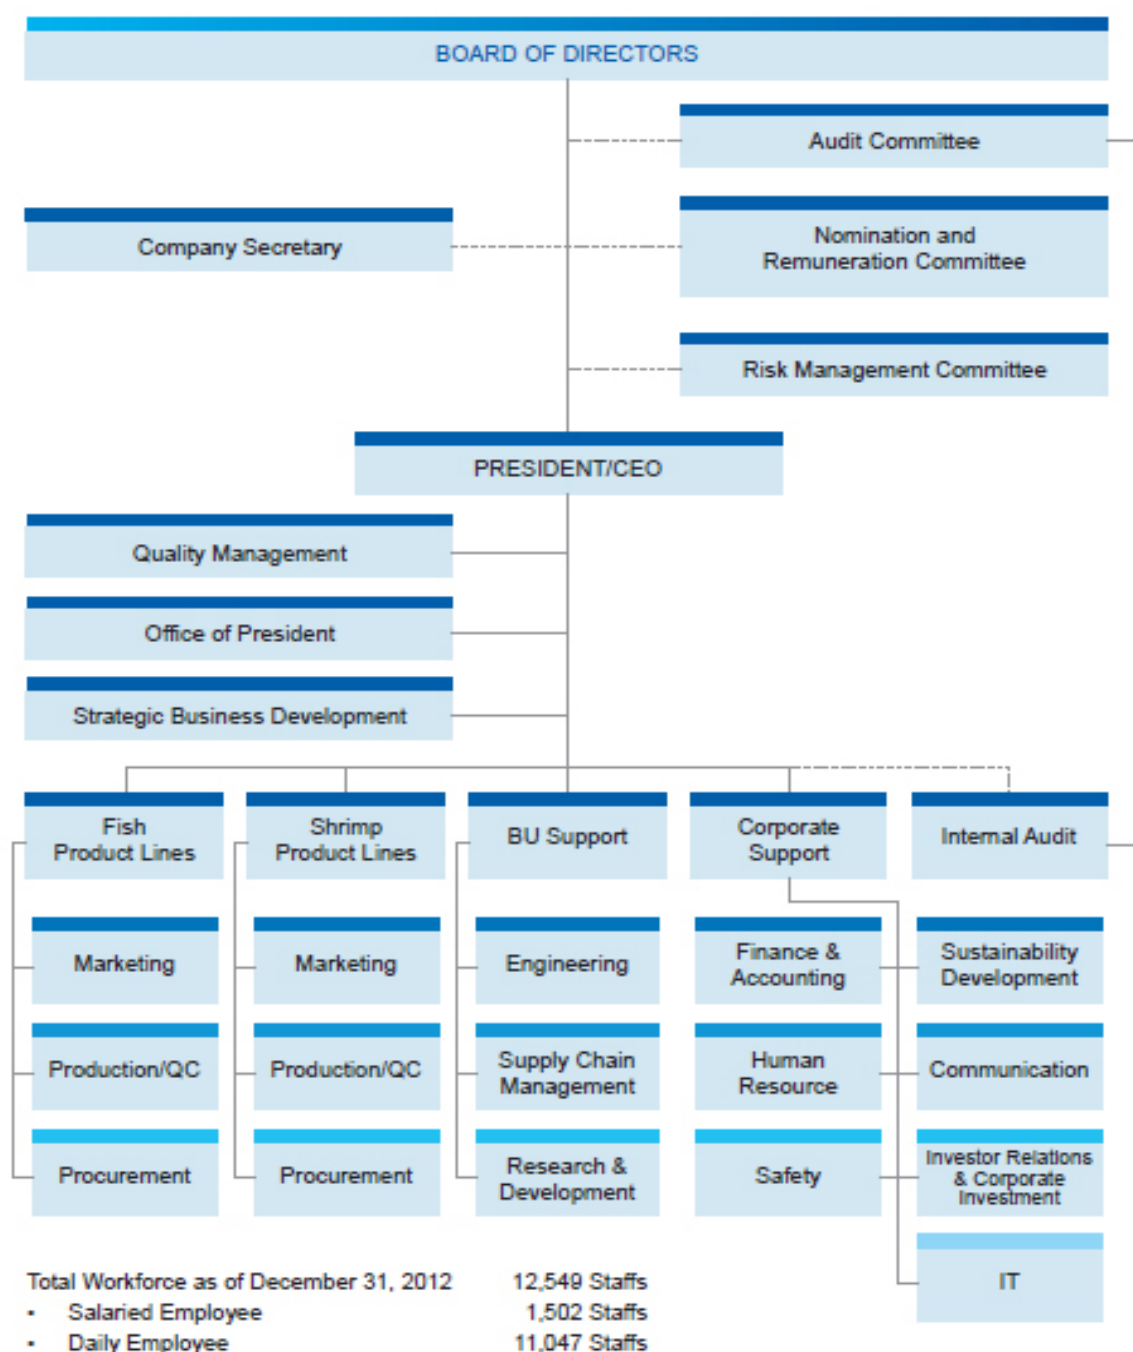 BOARD OF DIRECTORS
Audit Committee
Company Secretary
Nomination and
Remuneration Committee
Risk Management Committee
PRESIDENT/CEO
Quality Management
Office of President
Strategic Business Development
Fish
Product Lines
Shrimp
Product Lines
BU Support
Corporate
Support
Internal Audit
Marketing
Marketing
Engineering
Finance &
Accounting
Sustainability
Development
Production/QC
Production/QC
Supply Chain
Management
Human
Resource
Communication
Procurement
Procurement
Research &
Development
Safety
Investor Relations
& Corporate
Investment
IT
Total Workforce as of December 31, 2012 12,549 Staffs
• Salaried Employee 1,502 Staffs
• Daily Employee 11,047 Staffs